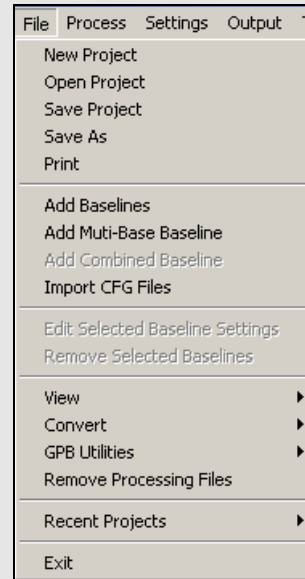 File Process Settings Output
New Project
Open Project
Save Project
Save As
Print
Add Baselines
Add Muti-Base Baseline
Add Combined Baseline
Import CFG Files
Edit Selected Baseline Settings
Remove Selected Baselines
View
Convert
GPB Utilities
Remove Processing Files
Recent Projects
Exit